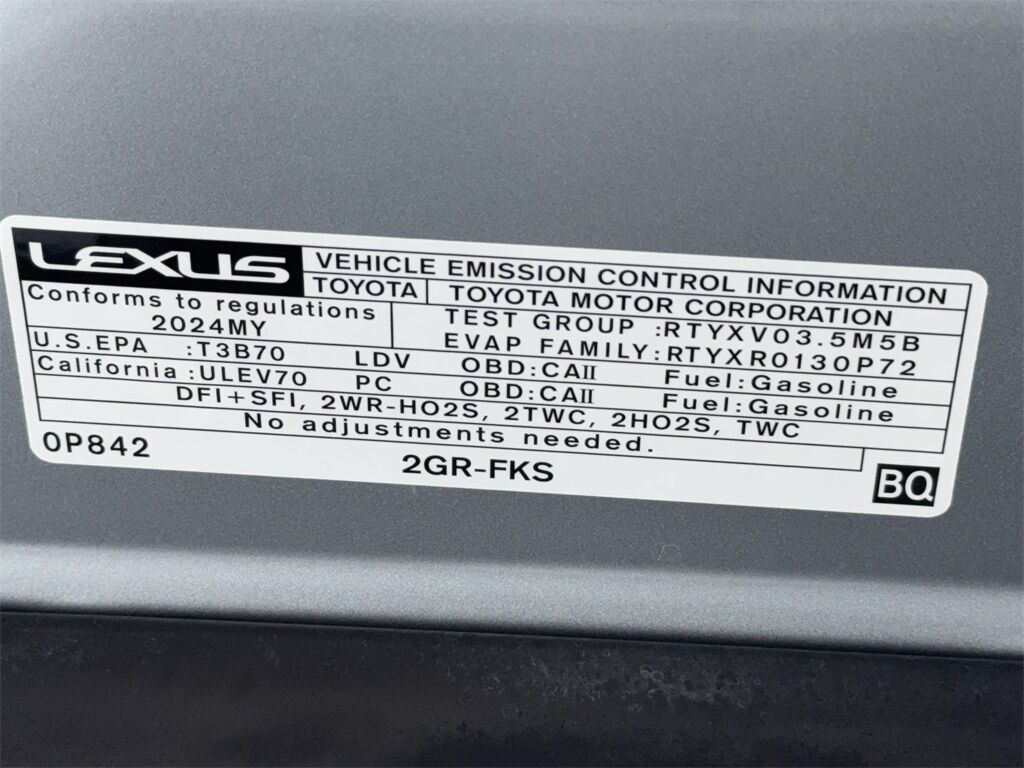 LEXUS
VEHICLE EMISSION CONTROL INFORMATION
TOYOTA TOYOTA MOTOR CORPORATION
Conforms to regulations
2024MY
TEST GROUP :RTYXV03.5M5B
EVAP FAMILY:RTYXR0130P72
U.S.EPA :T3B70 LDV OBD:CAII Fuel:Gasoline
California :ULEV70 PC OBD:CAII Fuel:Gasoline
DFI+SFI, 2WR-HO2S, 2TWC, 2HO2S, TWC
No adjustments needed.
0P842 2GR-FKS BQ